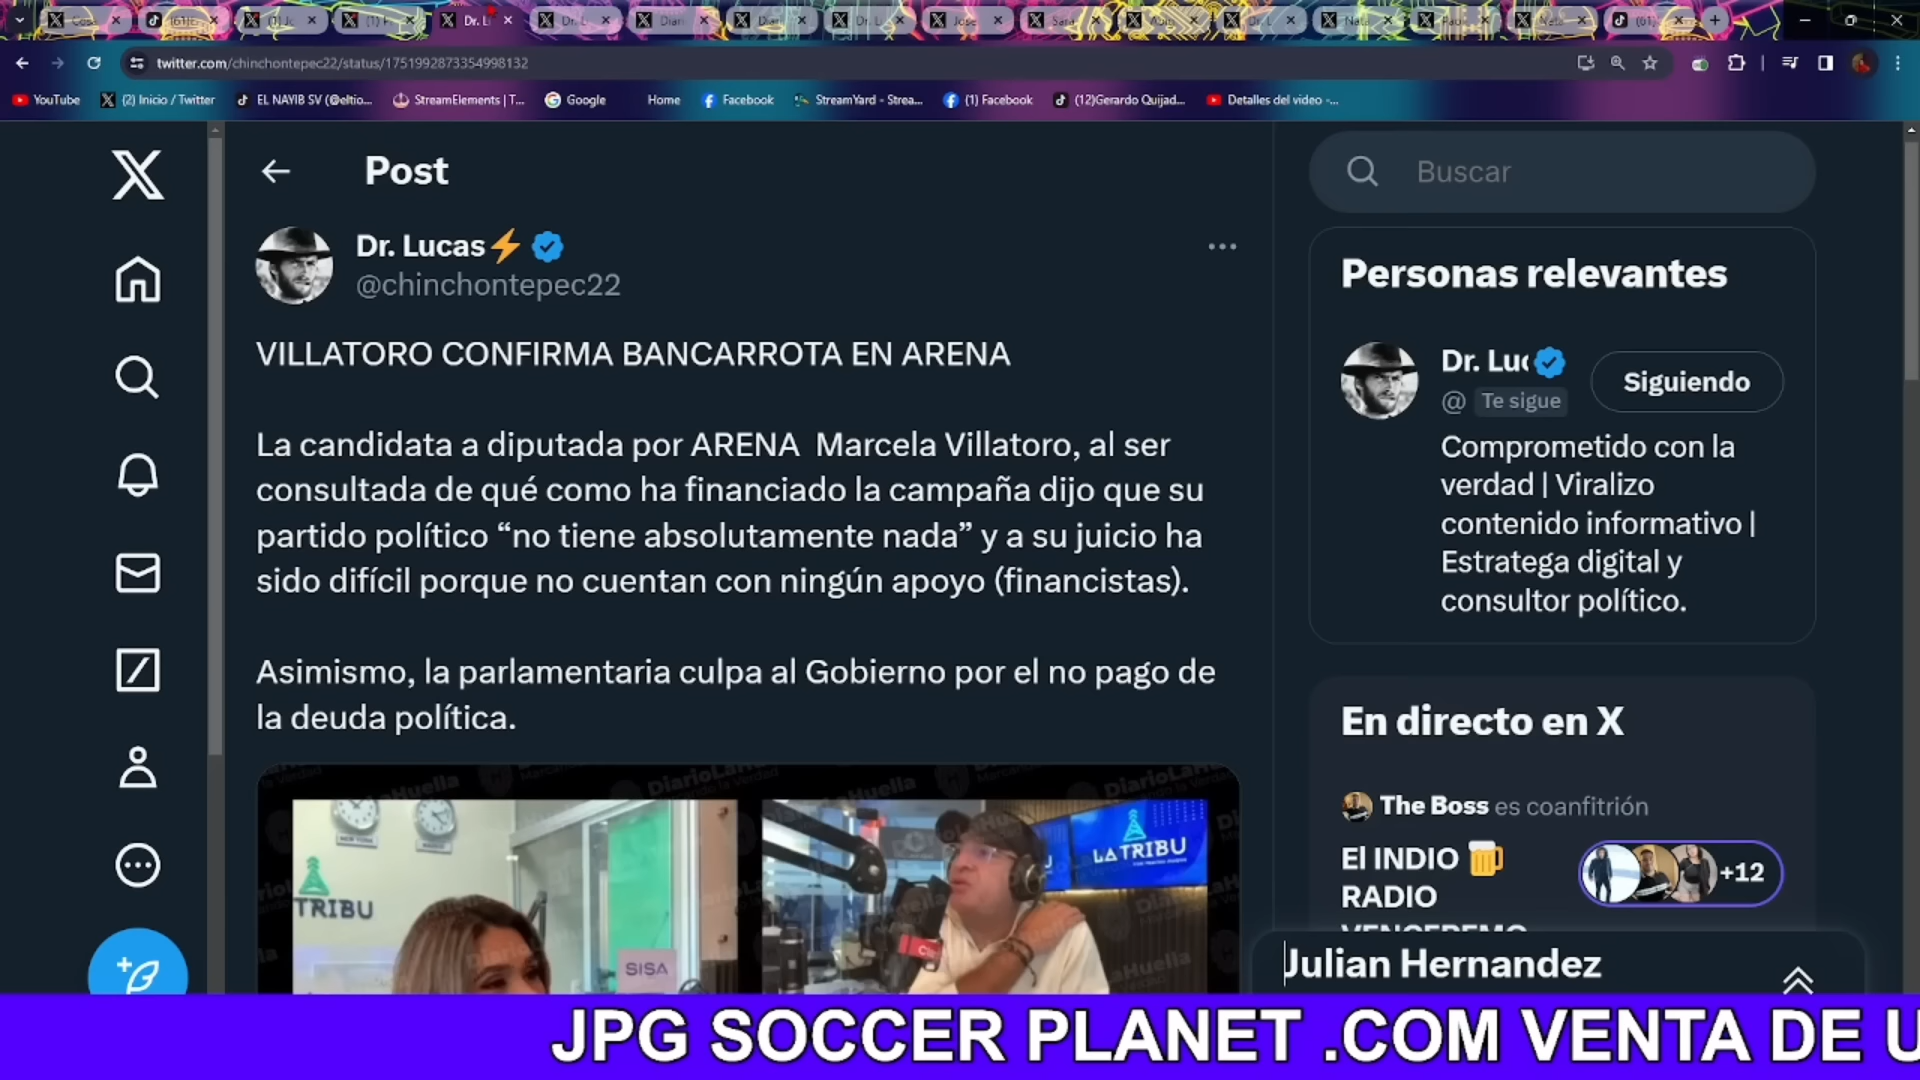 twitter.com/chinchontepec22/status/1751992873354998132
YouTube
(2) Inicio / Twitter
EL NAYIB SV (@eltio...
StreamElements | T...
Google
Home
Facebook
StreamYard - Strea...
(1) Facebook
(12)Gerardo Quijad...
Detalles del video -...
Post
Buscar
Dr. Lucas⚡
@chinchontepec22
VILLATORO CONFIRMA BANCARROTA EN ARENA
La candidata a diputada por ARENA  Marcela Villatoro, al ser
consultada de qué como ha financiado la campaña dijo que su
partido político “no tiene absolutamente nada” y a su juicio ha
sido difícil porque no cuentan con ningún apoyo (financistas).
Asimismo, la parlamentaria culpa al Gobierno por el no pago de
la deuda política.
DiarioLaHuella
TRIBU
SISA
LA TRIBU
Personas relevantes
Dr. Luc
@ Te sigue
Siguiendo
Comprometido con la
verdad | Viralizo
contenido informativo |
Estratega digital y
consultor político.
En directo en X
The Boss es coanfitrión
El INDIO 🍺
RADIO
VENCEREMO
+12
Julian Hernandez
JPG SOCCER PLANET .COM VENTA DE U